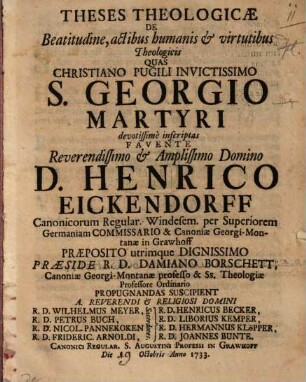 THESES THEOLOGICÆ
DE
Beatitudine, actibus humanis & virtutibus
Theologicis
QUAS
CHRISTIANO PUGILI INVICTISSIMO
S. GEORGIO
MARTYRI
devotissimè inscriptas
FAVENTE
Reverendissimo & Amplissimo Domino
D. HENRICO
EICKENDORFF
Canonicorum Regular. Windesem. per Superiorem
Germaniam COMMISSARIO & Canoniæ Georgi-Mon-
tanæ in Grawhoff
PRÆPOSITO utrimque DIGNISSIMO
PRÆSIDE R. D. DAMIANO BORSCHETT,
Canoniæ Georgi-Montanæ professo & Ss. Theologiæ
Professore Ordinario
PROPUGNANDAS SUSCIPIENT
A. REVERENDI & RELIGIOSI DOMINI
R. D. WILHELMUS MEYER, R. D. HENRICUS BECKER,
R. D. PETRUS BUCH, R. D. LIBORIUS KEMPER,
R. D. NICOL. PANNEKOKEN R. D. HERMANNUS KLöPPER,
R. D. FRIDERIC. ARNOLDI, R. D. JOANNES BUNTE.
CANONICI REGULAR. S. AUGUSTINI PROFESSI IN GRAWHOFF
Die Octobris Anno 1733.